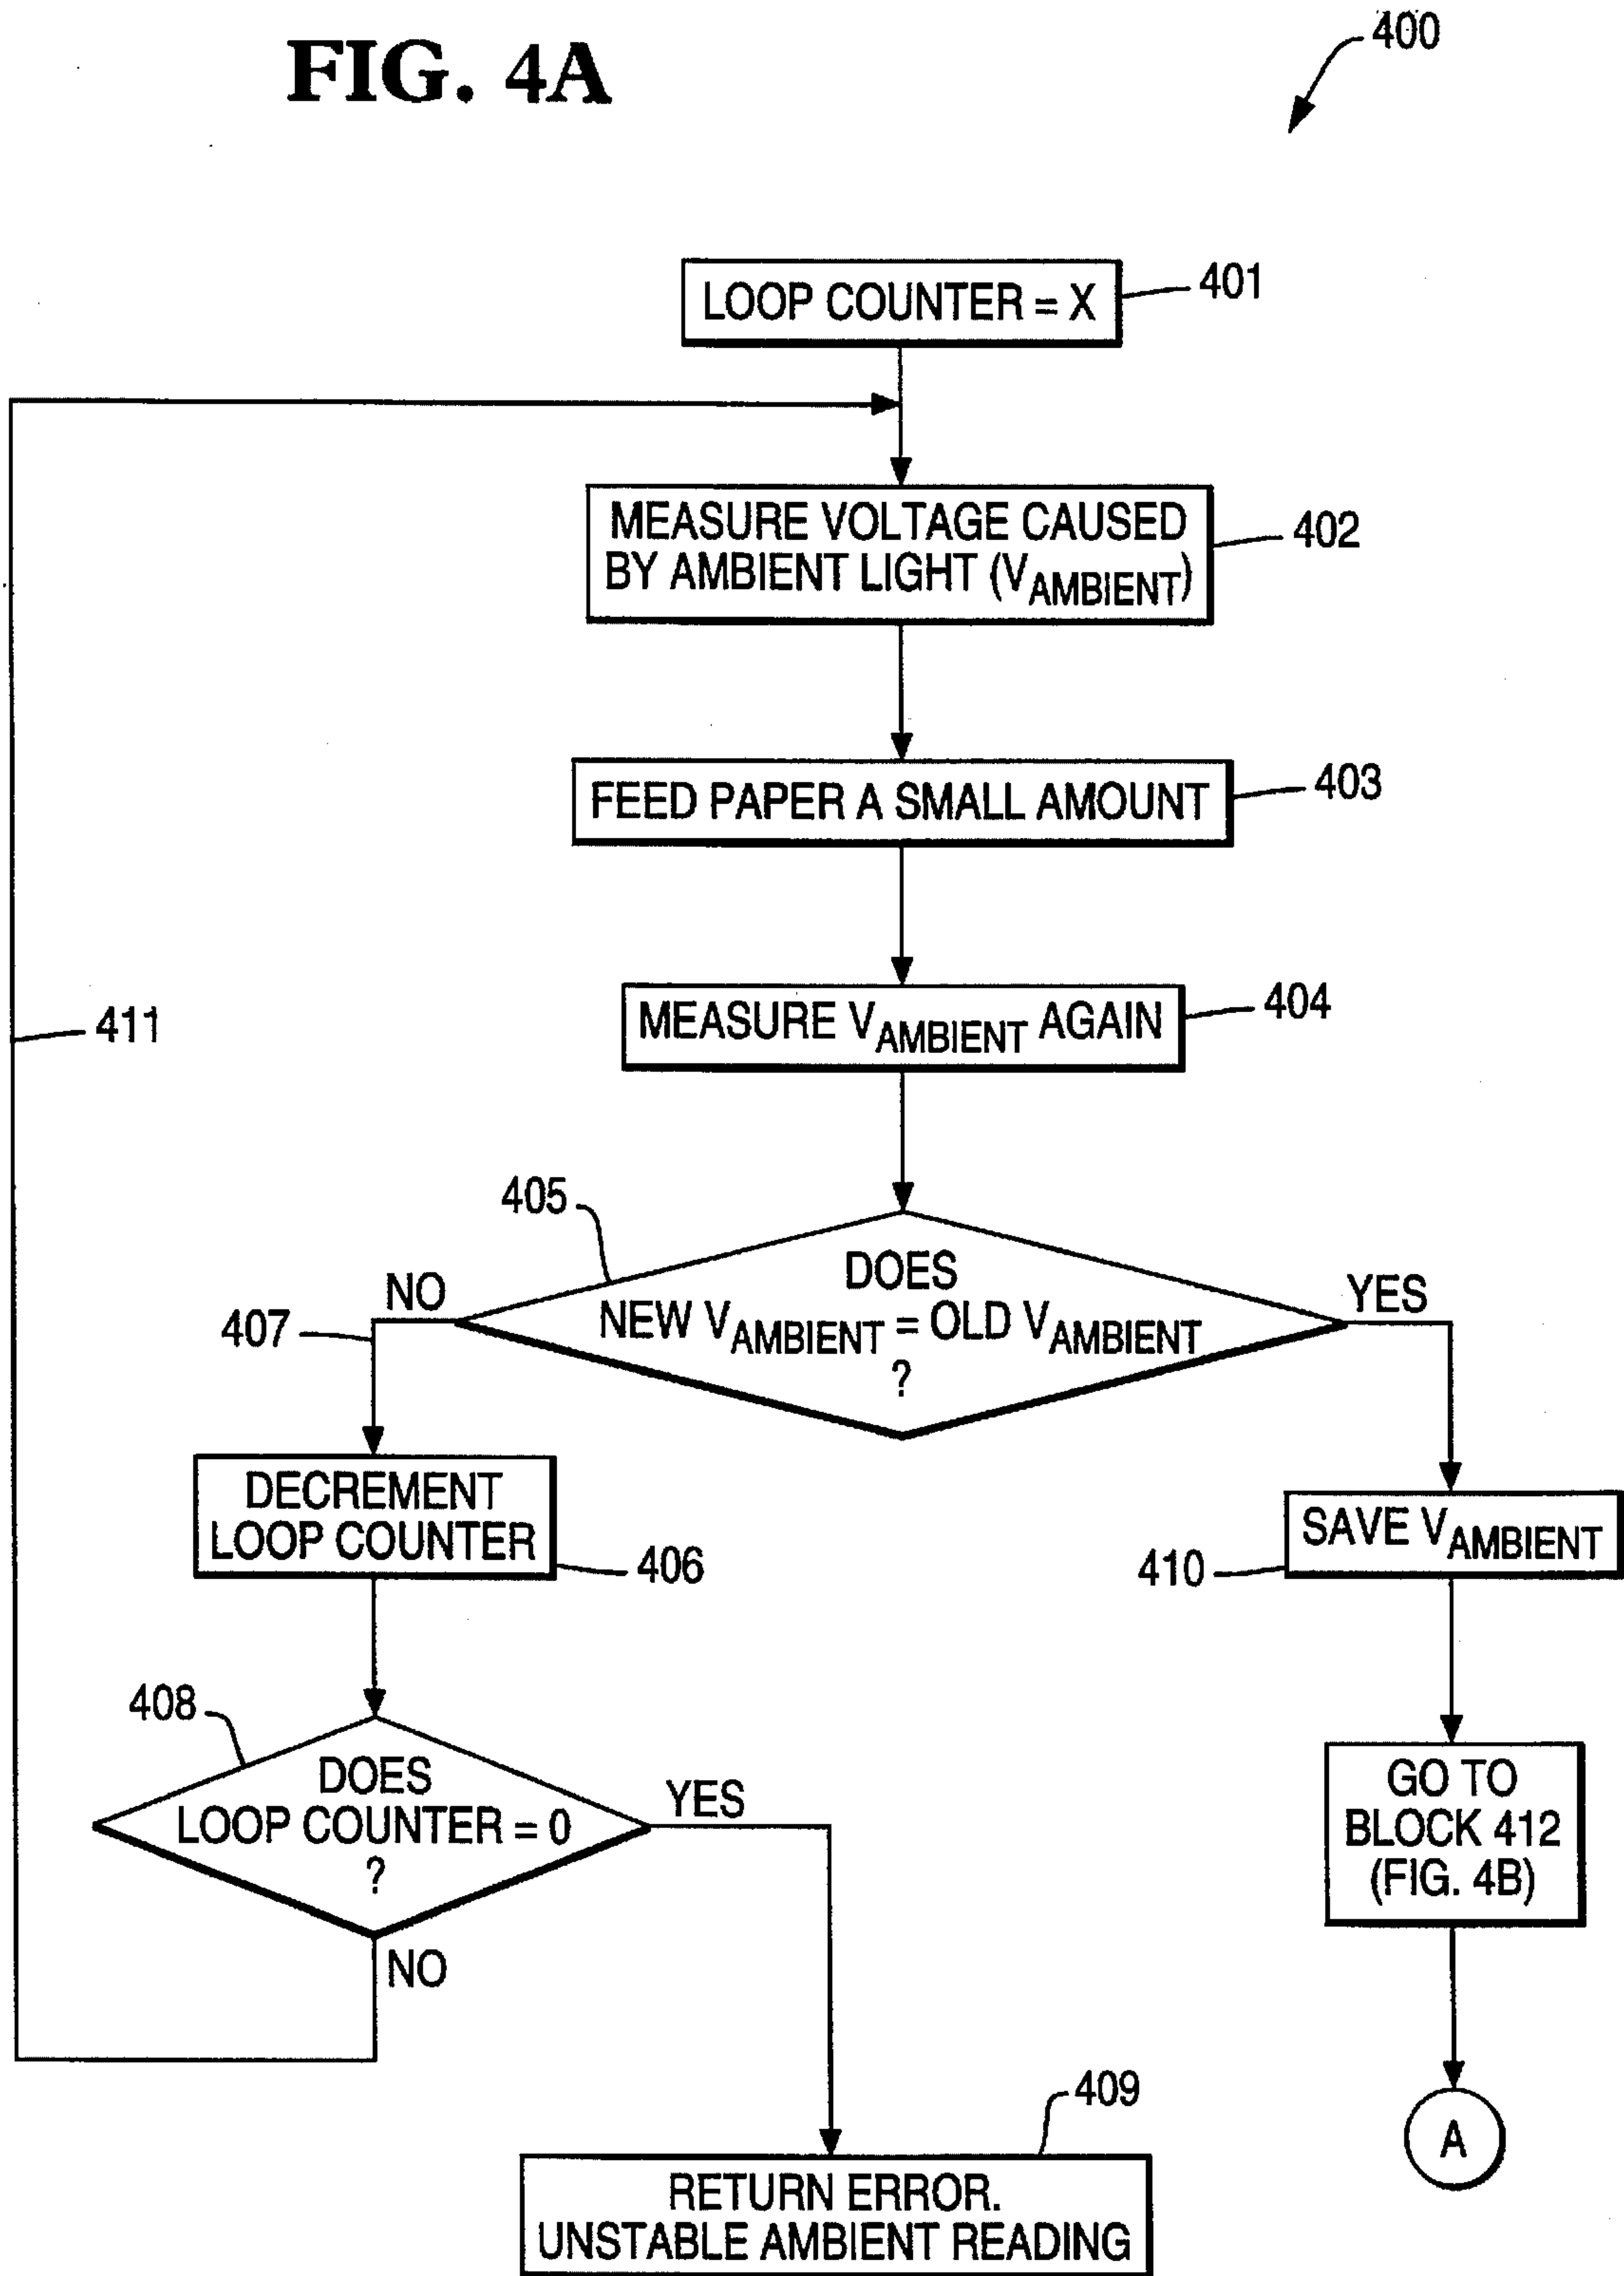 FIG. 4A
400
LOOP COUNTER = X
401
MEASURE VOLTAGE CAUSED
BY AMBIENT LIGHT (VAMBIENT)
402
FEED PAPER A SMALL AMOUNT
403
MEASURE VAMBIENT AGAIN
404
411
405
DOES
NEW VAMBIENT = OLD VAMBIENT
?
NO
YES
407
DECREMENT
LOOP COUNTER
406
SAVE VAMBIENT
410
408
DOES
LOOP COUNTER = 0
?
YES
NO
GO TO
BLOCK 412
(FIG. 4B)
A
409
RETURN ERROR.
UNSTABLE AMBIENT READING